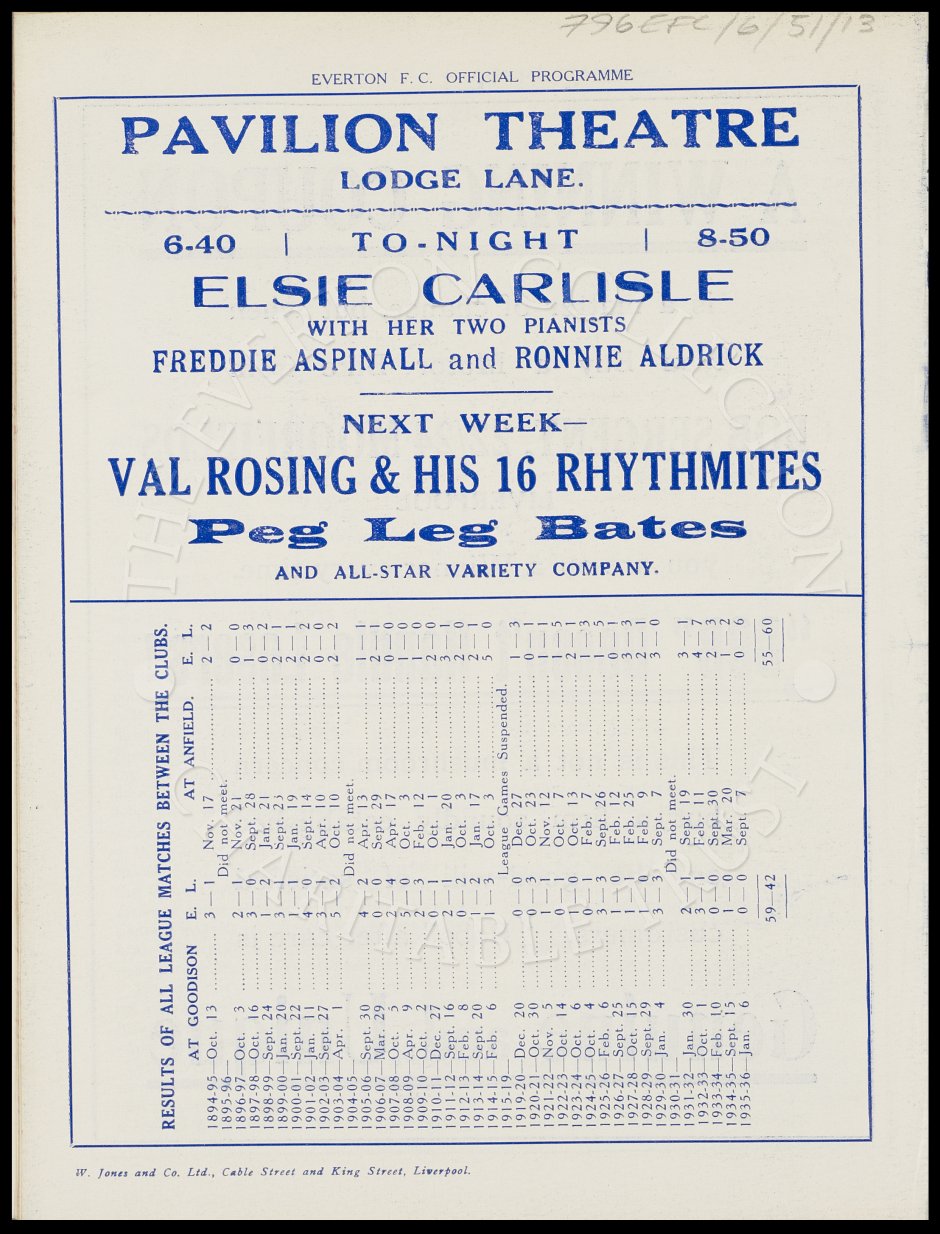 796EFC/6/51/13
EVERTON F. C. OFFICIAL PROGRAMME
PAVILION THEATRE
LODGE LANE.
6-40 | TO-NIGHT | 8-50
ELSIE CARLISLE
WITH HER TWO PIANISTS
FREDDIE ASPINALL and RONNIE ALDRICK
NEXT WEEK—
VAL ROSING & HIS 16 RHYTHMITES
Peg Leg Bates
AND ALL-STAR VARIETY COMPANY.
RESULTS OF ALL LEAGUE MATCHES BETWEEN THE CLUBS.
AT GOODISON E. L. AT ANFIELD. E. L.
1894-95—Oct. 13 3—1 Nov. 17 2—2
1895-96— Did not meet.
1896-97—Oct. 3 2—1 Nov. 21 0—0
1897-98—Oct. 16 3—0 Sept. 28 1—3
1898-99—Sept. 24 1—2 Jan. 21 0—2
1899-00—Jan. 20 3—1 Sept. 23 2—1
1900-01—Sept. 22 1—1 Jan. 19 2—1
1901-02—Jan. 11 4—0 Sept. 14 2—2
1902-03—Sept. 27 3—1 Apr. 10 0—0
1903-04—Apr. 1 5—2 Oct. 10 2—2
1904-05— Did not meet.
1905-06—Sept. 30 4—2 Apr. 13 1—1
1906-07—Mar. 29 0—0 Sept. 29 2—1
1907-08—Oct. 5 2—4 Apr. 17 0—0
1908-09—Apr. 9 5—0 Oct. 3 1—0
1909-10—Oct. 2 2—3 Feb. 12 1—0
1910-11—Dec. 27 0—1 Oct. 1 2—0
1911-12—Sept. 16 2—1 Jan. 20 3—1
1912-13—Feb. 8 0—2 Oct. 5 2—0
1913-14—Sept. 20 1—2 Jan. 17 2—1
1914-15—Feb. 6 1—3 Oct. 3 5—0
1915-19— League Games Suspended.
1919-20—Dec. 20 0—0 Dec. 27 1—3
1920-21—Oct. 30 0—3 Oct. 23 0—1
1921-22—Nov. 5 1—1 Nov. 12 1—1
1922-23—Oct. 14 0—1 Oct. 7 1—5
1923-24—Oct. 6 1—0 Oct. 13 2—1
1924-25—Oct. 4 0—1 Feb. 7 1—3
1925-26—Feb. 6 3—3 Sept. 26 1—5
1926-27—Sept. 25 1—0 Feb. 12 0—1
1927-28—Oct. 15 1—1 Feb. 25 3—3
1928-29—Sept. 29 1—0 Feb. 9 2—1
1929-30—Jan. 4 3—3 Sept. 7 3—0
1930-31— Did not meet.
1931-32—Jan. 30 2—1 Sept. 19 3—1
1932-33—Oct. 1 3—1 Feb. 11 4—7
1933-34—Feb. 10 0—0 Sept. 30 2—3
1934-35—Sept. 15 1—0 Mar. 20 1—2
1935-36—Jan. 6 0—0 Sept. 7 0—6
59—42 55—60
W. Jones and Co. Ltd., Cable Street and King Street, Liverpool.
THE EVERTON COLLECTION
CHARITABLE TRUST